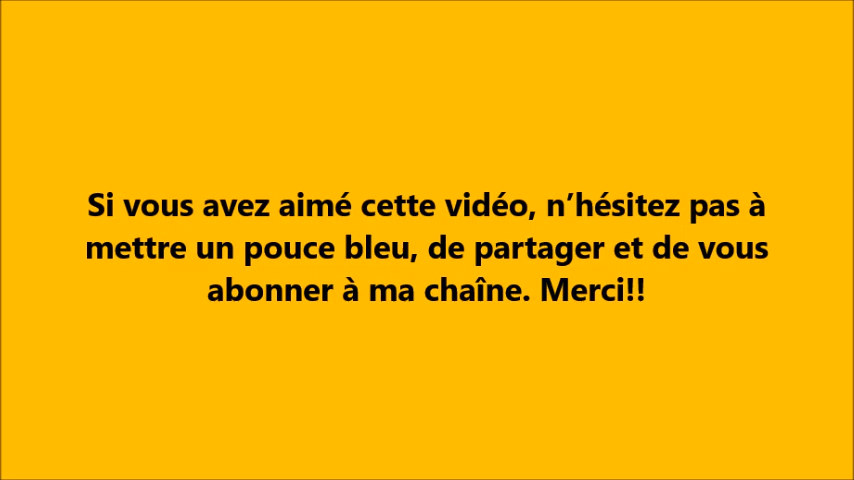 Si vous avez aimé cette vidéo, n’hésitez pas à
mettre un pouce bleu, de partager et de vous
abonner à ma chaîne. Merci!!